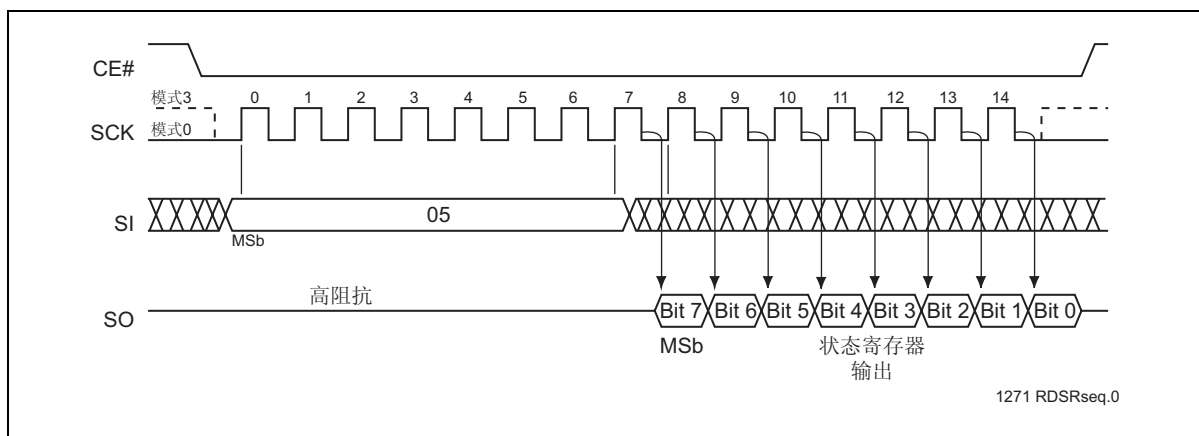 CE#
模式3
0 1 2 3 4 5 6 7 8 9 10 11 12 13 14
SCK
模式0
SI
05
MSb
高阻抗
SO
Bit 7 Bit 6 Bit 5 Bit 4 Bit 3 Bit 2 Bit 1 Bit 0
MSb
状态寄存器
输出
1271 RDSRseq.0